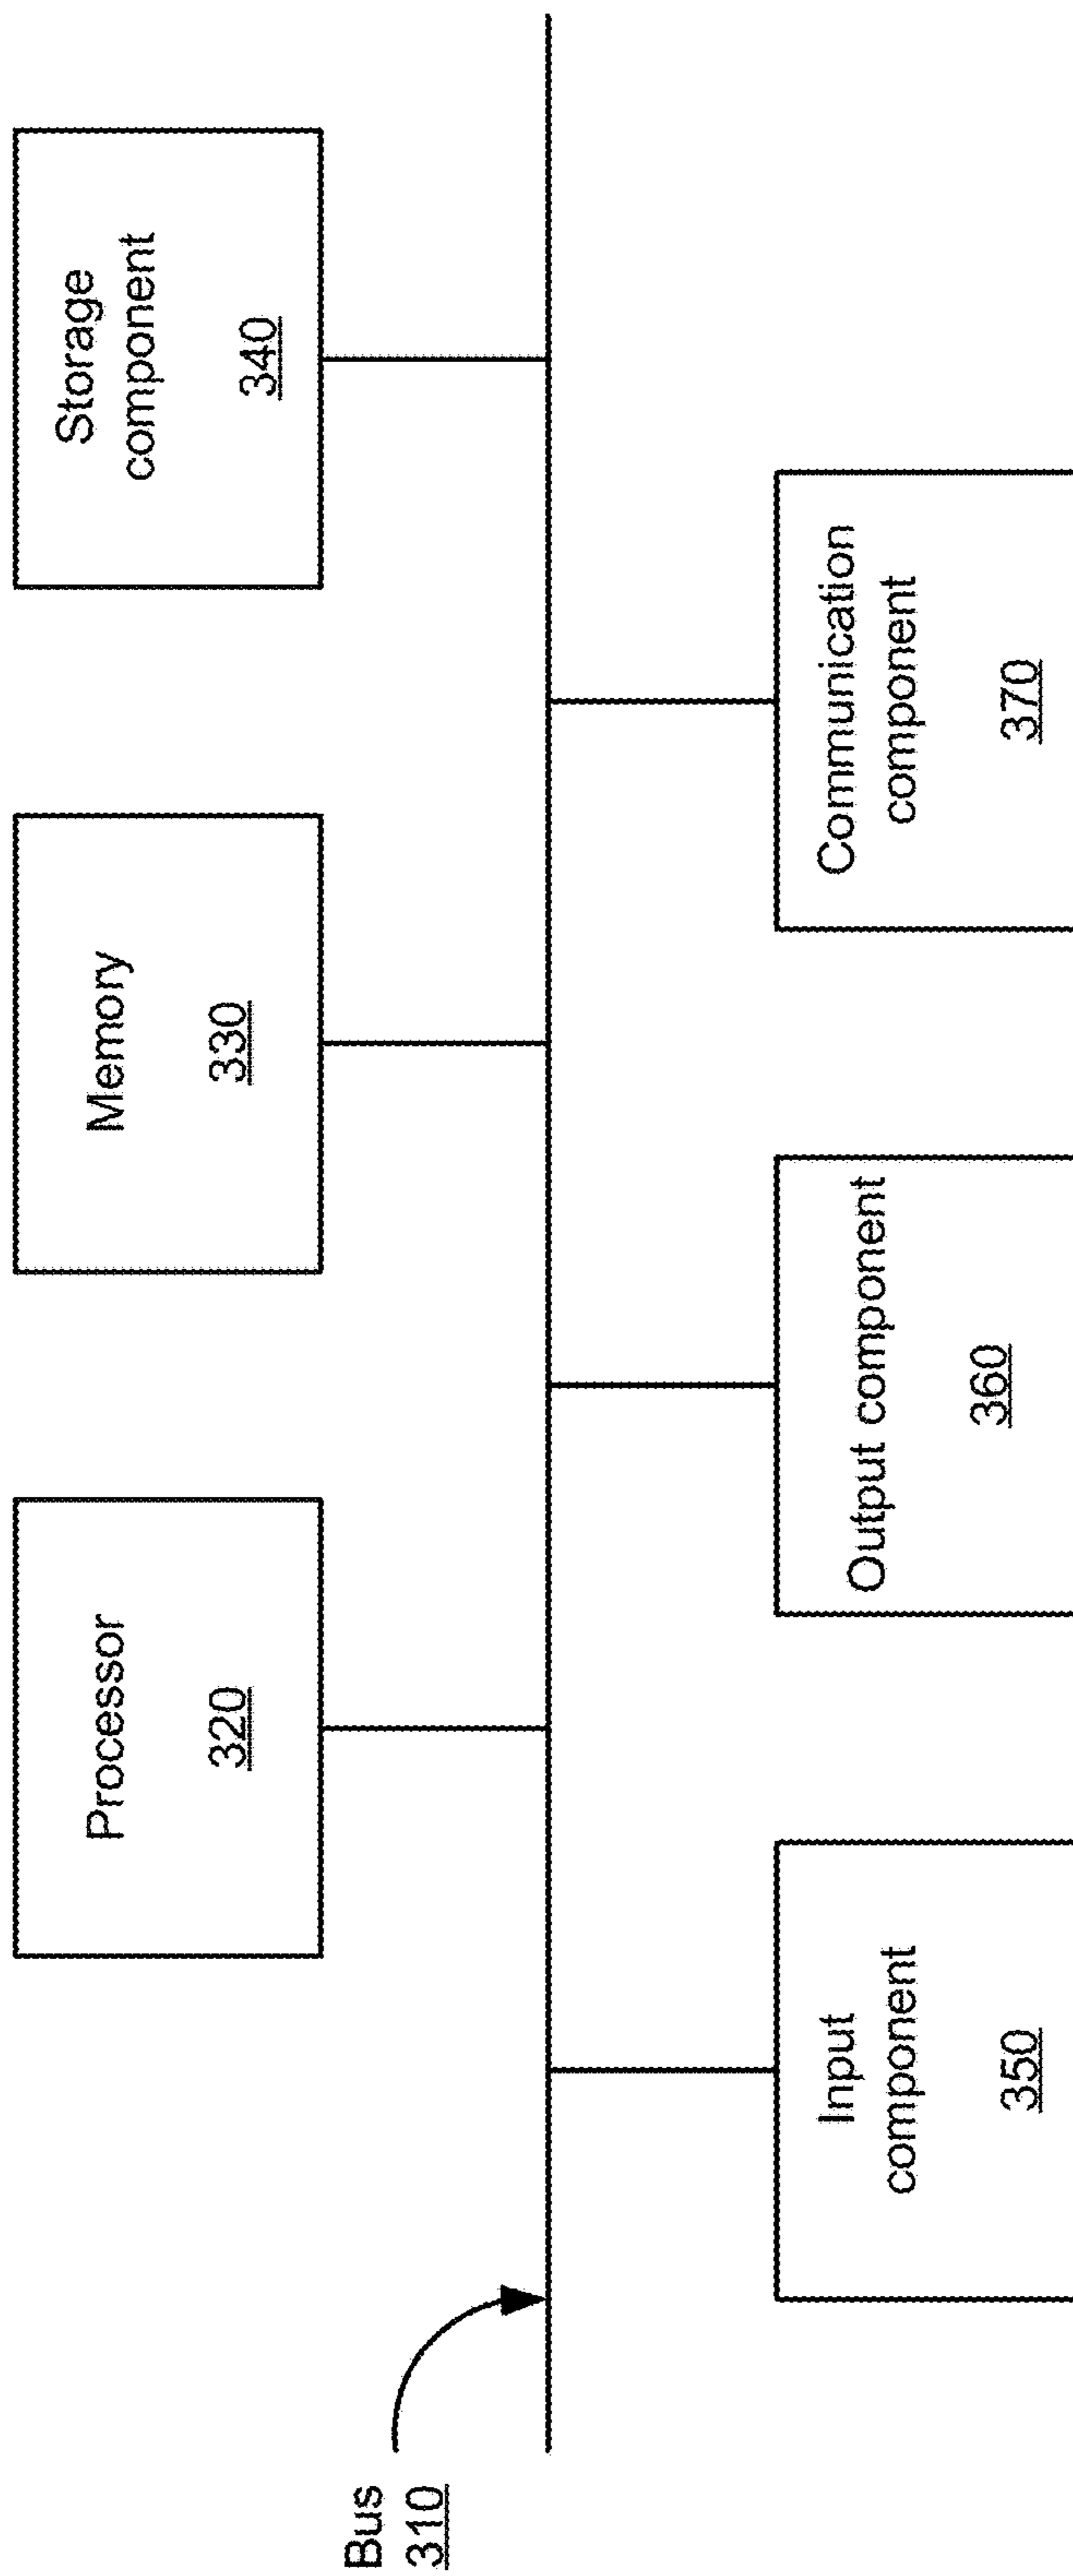 Processor
320
Memory
330
Storage
component
340
Bus
310
Input
component
350
Output component
360
Communication
component
370